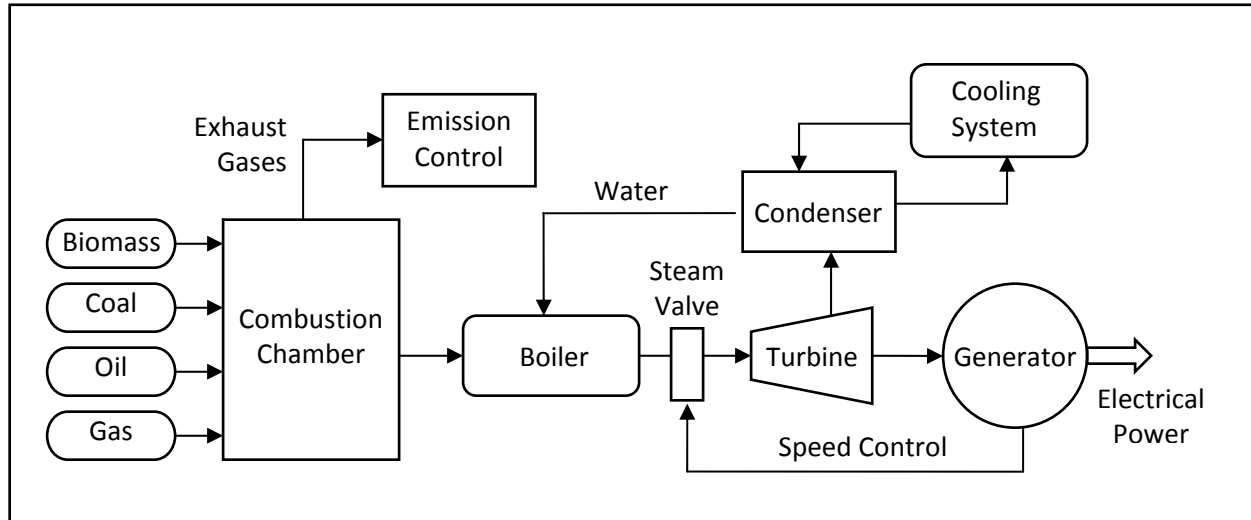 Cooling
System
Exhaust
Gases
Emission
Control
Water
Condenser
Biomass
Steam
Valve
Coal
Combustion
Chamber
Boiler
Turbine
Generator
Oil
Gas
Electrical
Power
Speed Control